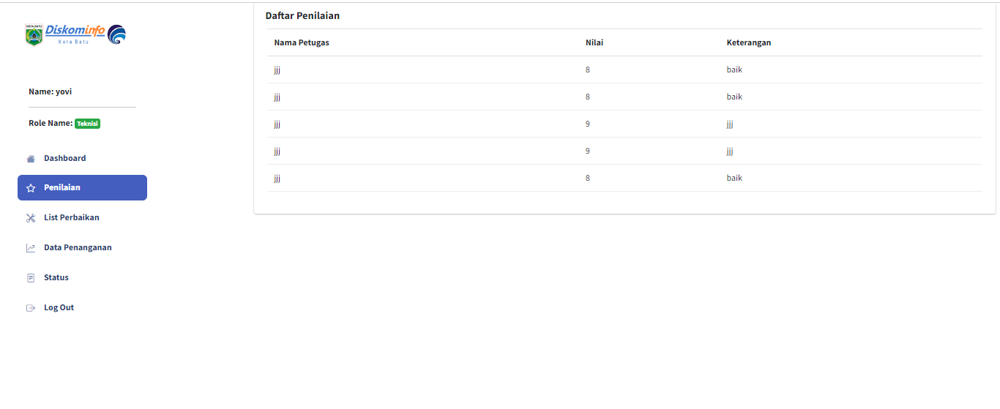 KOTA BATU
Diskominfo
Kota Batu
Name: yovi
Role Name: Teknisi
Dashboard
Penilaian
List Perbaikan
Data Penanganan
Status
Log Out
Daftar Penilaian
Nama Petugas Nilai Keterangan
jjj 8 baik
jjj 8 baik
jjj 9 jjj
jjj 9 jjj
jjj 8 baik